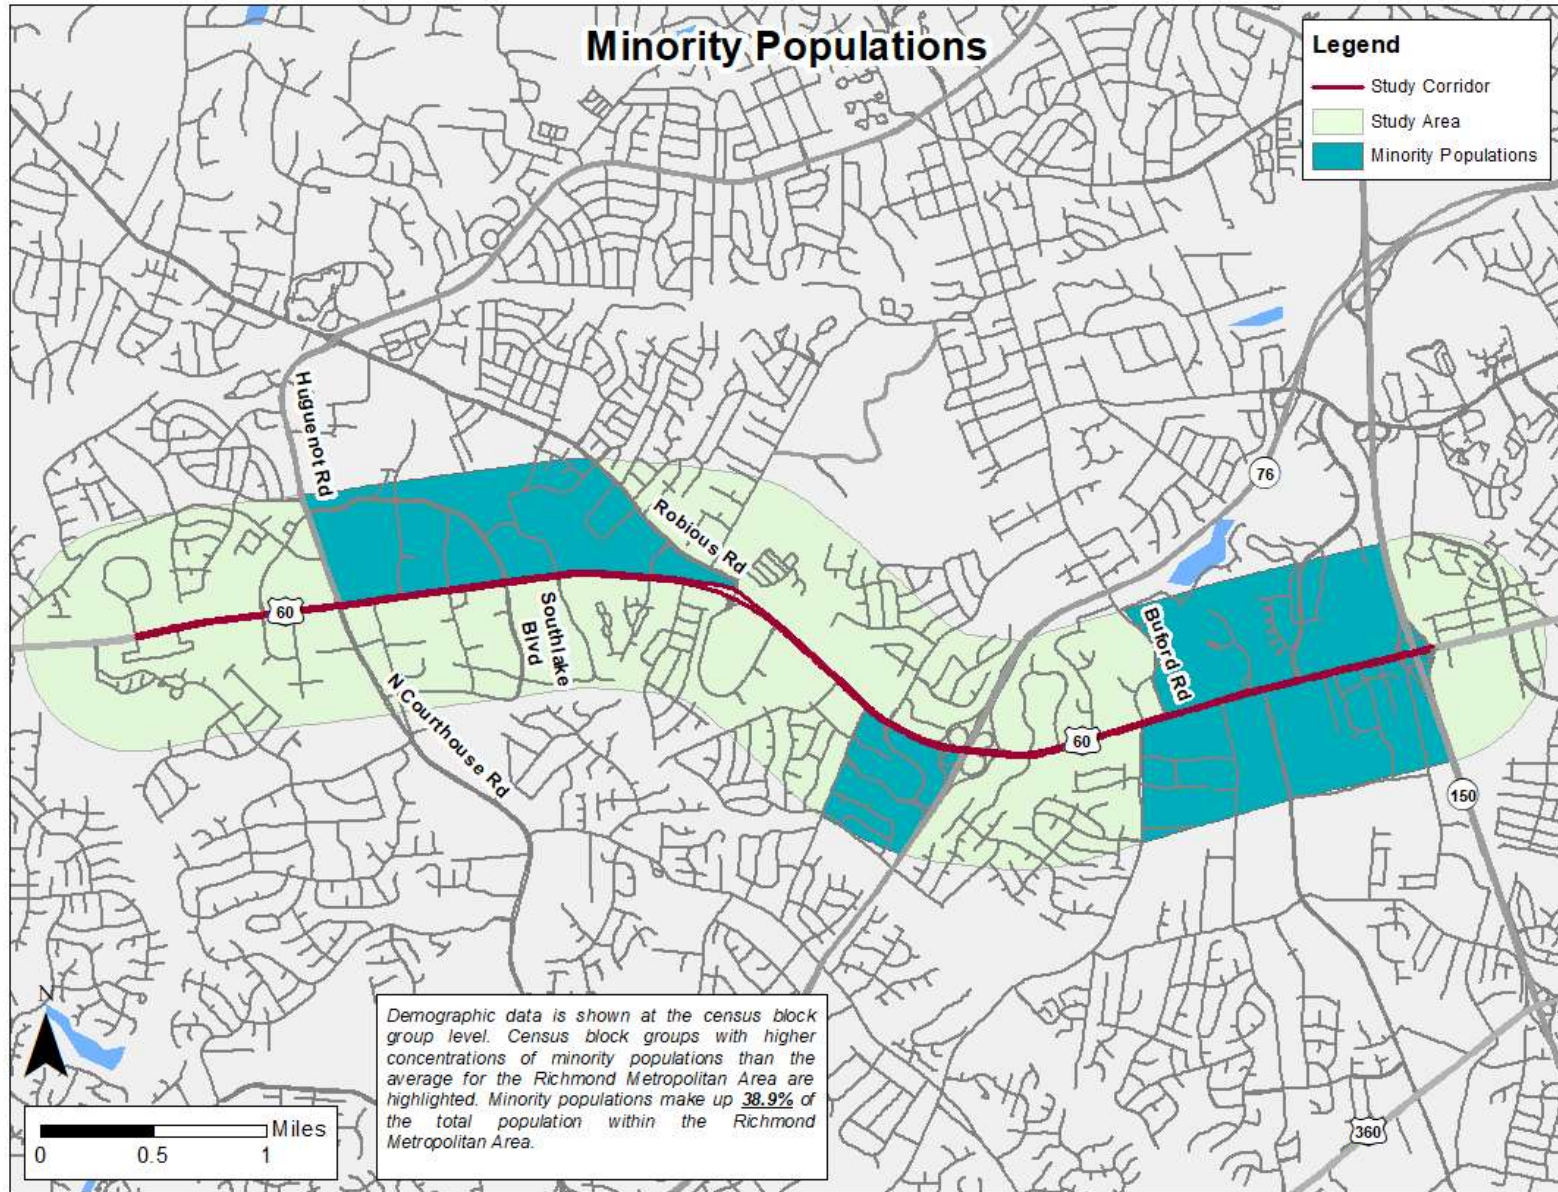 Minority Populations
Legend
Study Corridor
Study Area
Minority Populations
Huguenot Rd
76
Robious Rd
60
Southlake
Blvd
Buford Rd
N Courthouse Rd
60
150
N
Demographic data is shown at the census block
group level. Census block groups with higher
concentrations of minority populations than the
average for the Richmond Metropolitan Area are
highlighted. Minority populations make up 38.9% of
the total population within the Richmond
Metropolitan Area.
Miles
0 0.5 1
360